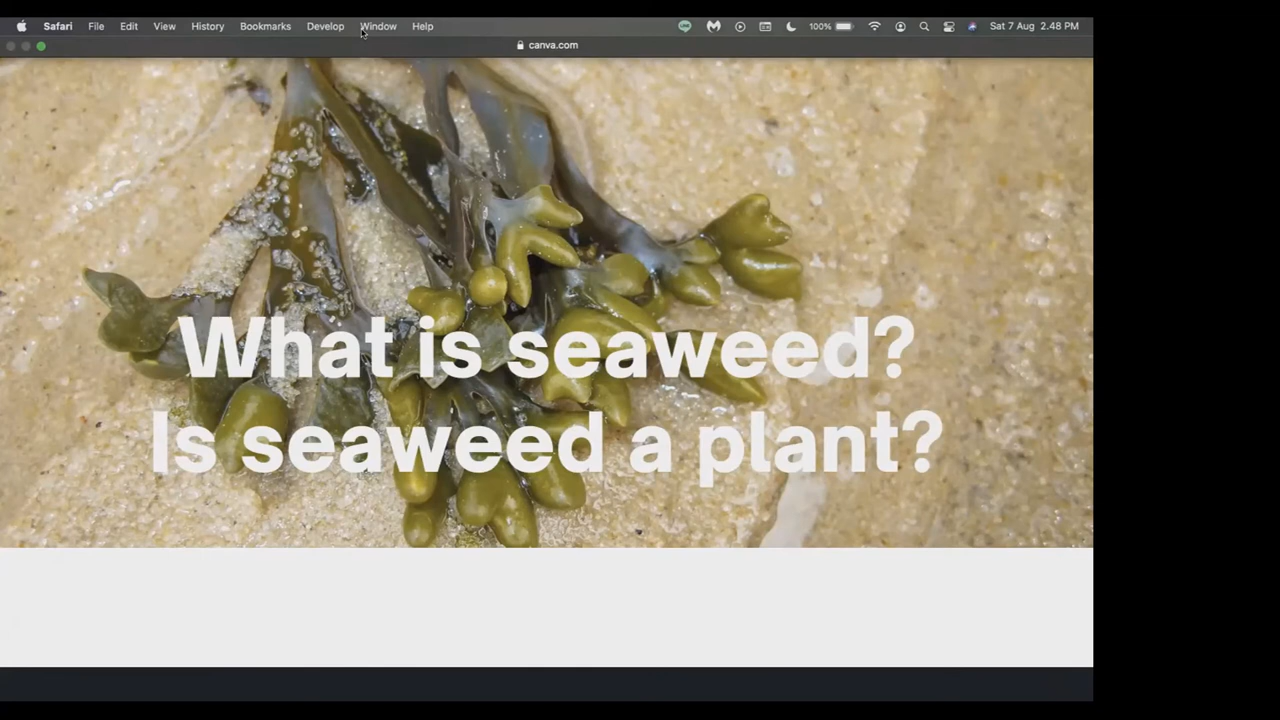 Safari File Edit View History Bookmarks Develop Window Help LINE 100% Sat 7 Aug 2.48 PM
canva.com
What is seaweed?
Is seaweed a plant?